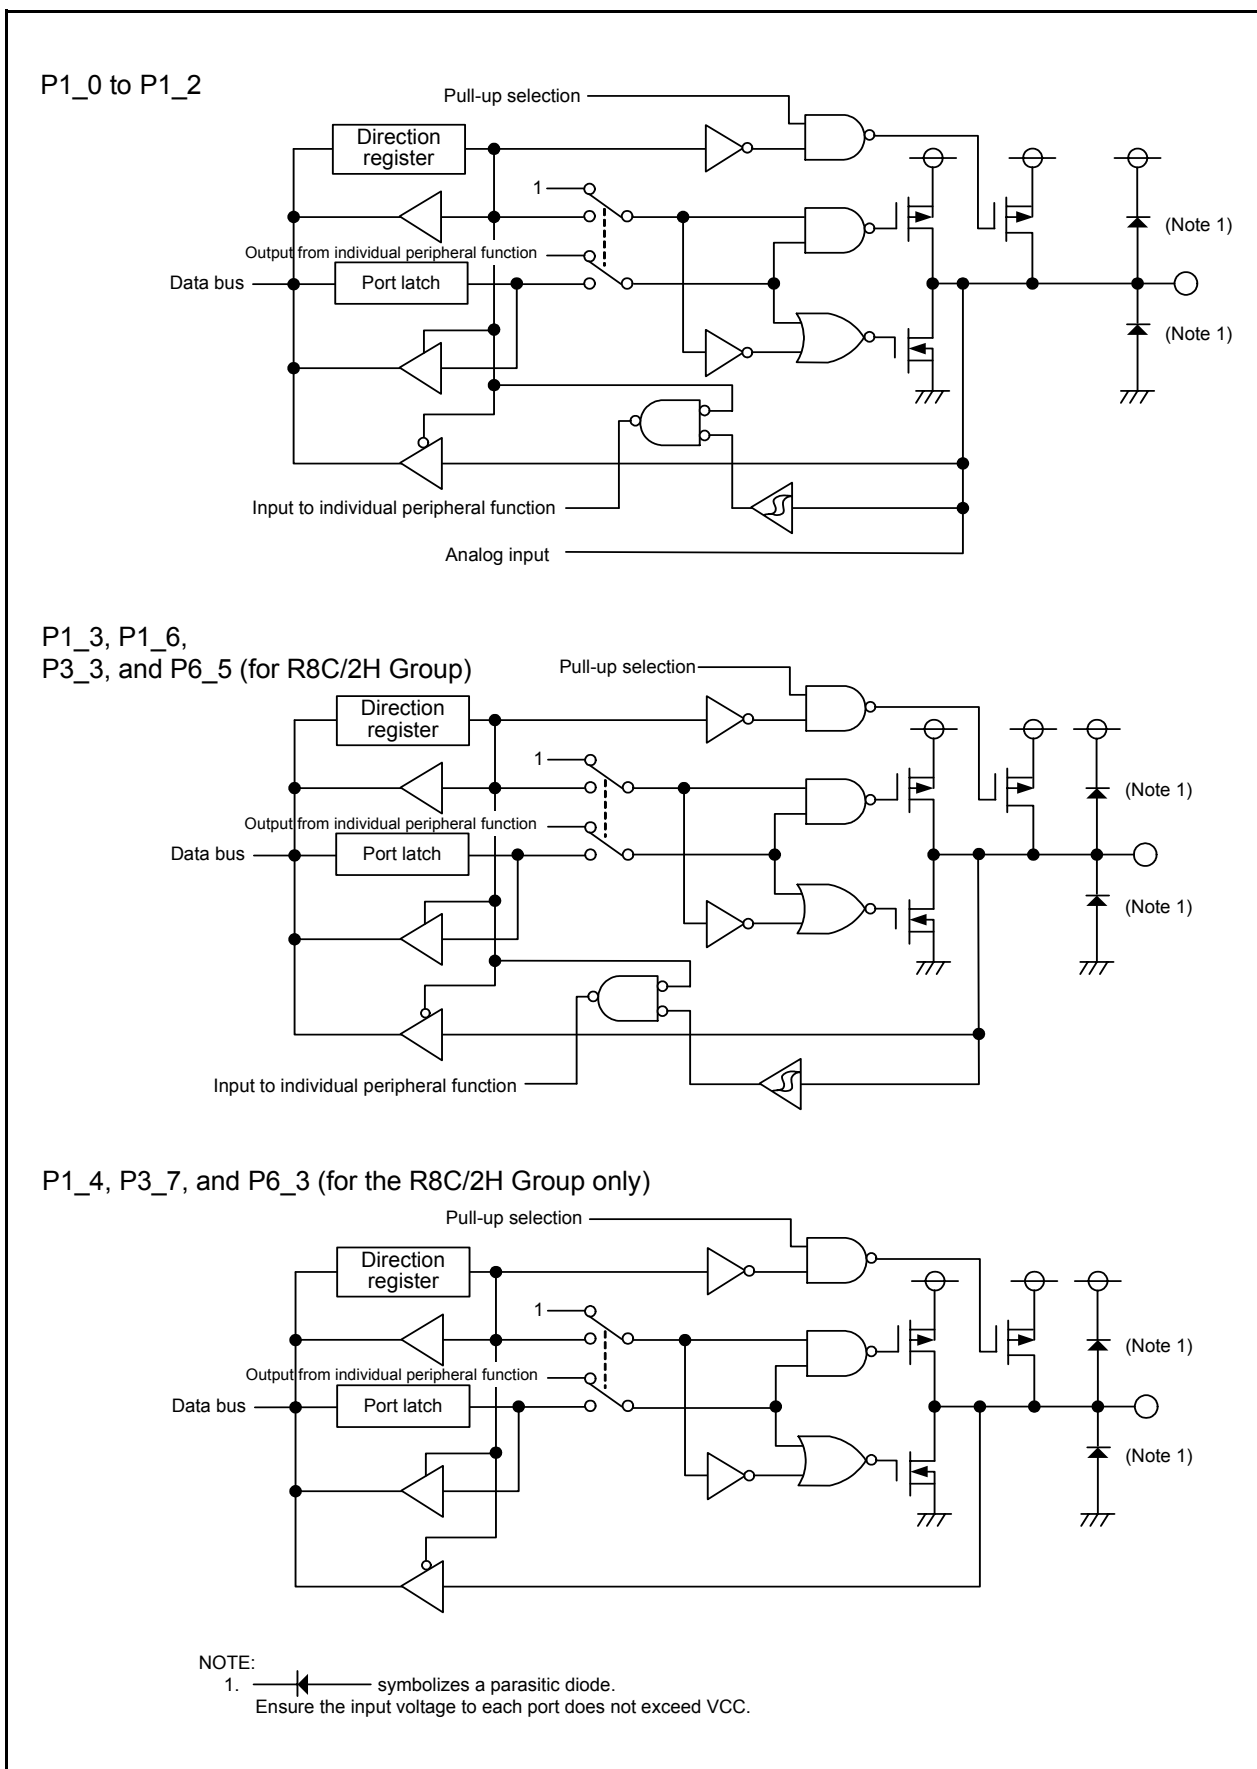 P1_0 to P1_2
Pull-up selection
Direction
register
1
Output from individual peripheral function
Data bus
Port latch
(Note 1)
(Note 1)
Input to individual peripheral function
Analog input
P1_3, P1_6,
P3_3, and P6_5 (for R8C/2H Group)
Pull-up selection
Direction
register
1
Output from individual peripheral function
Data bus
Port latch
(Note 1)
(Note 1)
Input to individual peripheral function
P1_4, P3_7, and P6_3 (for the R8C/2H Group only)
Pull-up selection
Direction
register
1
Output from individual peripheral function
Data bus
Port latch
(Note 1)
(Note 1)
NOTE:
1. symbolizes a parasitic diode.
Ensure the input voltage to each port does not exceed VCC.